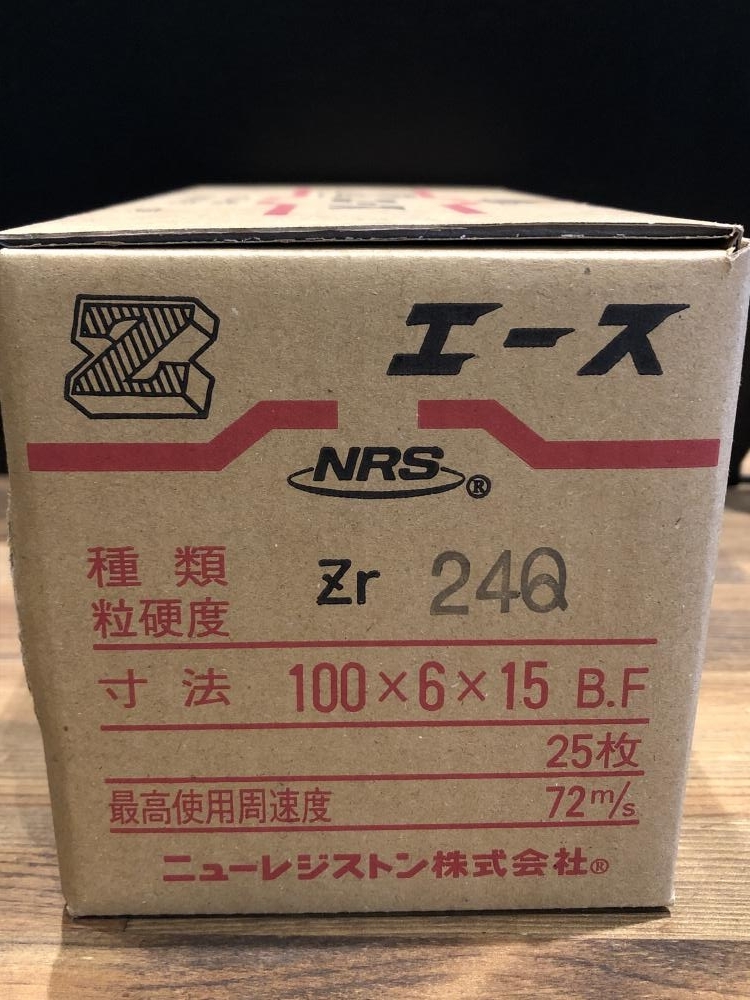 Z エース
NRS®
種類
粒硬度 Zr 24Q
寸法 100×6×15 B.F
25枚
最高使用周速度 72m/s
ニューレジストン株式会社®